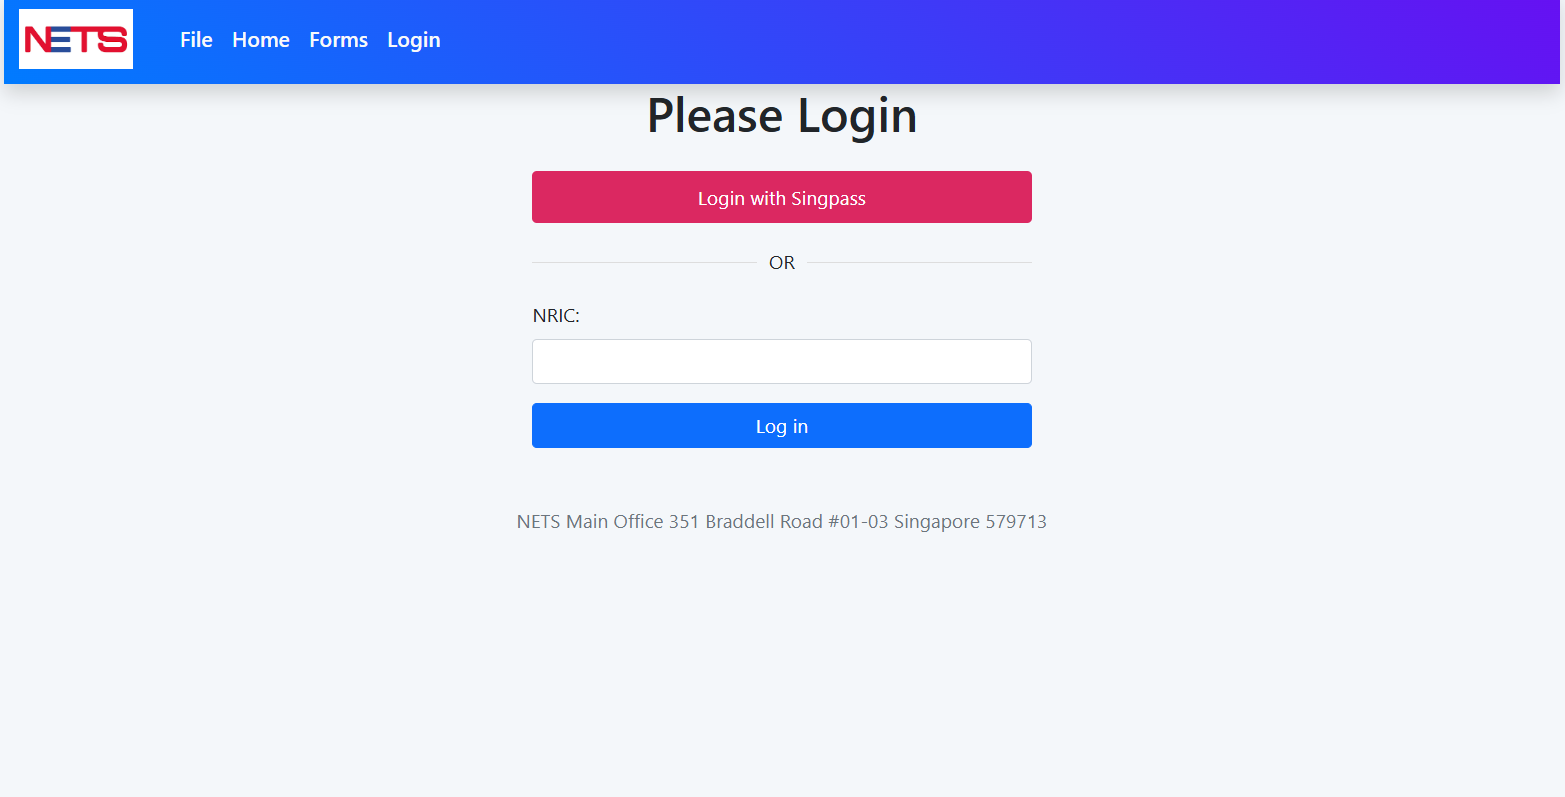 NETS
File Home Forms Login
Please Login
Login with Singpass
OR
NRIC:
Log in
NETS Main Office 351 Braddell Road #01-03 Singapore 579713